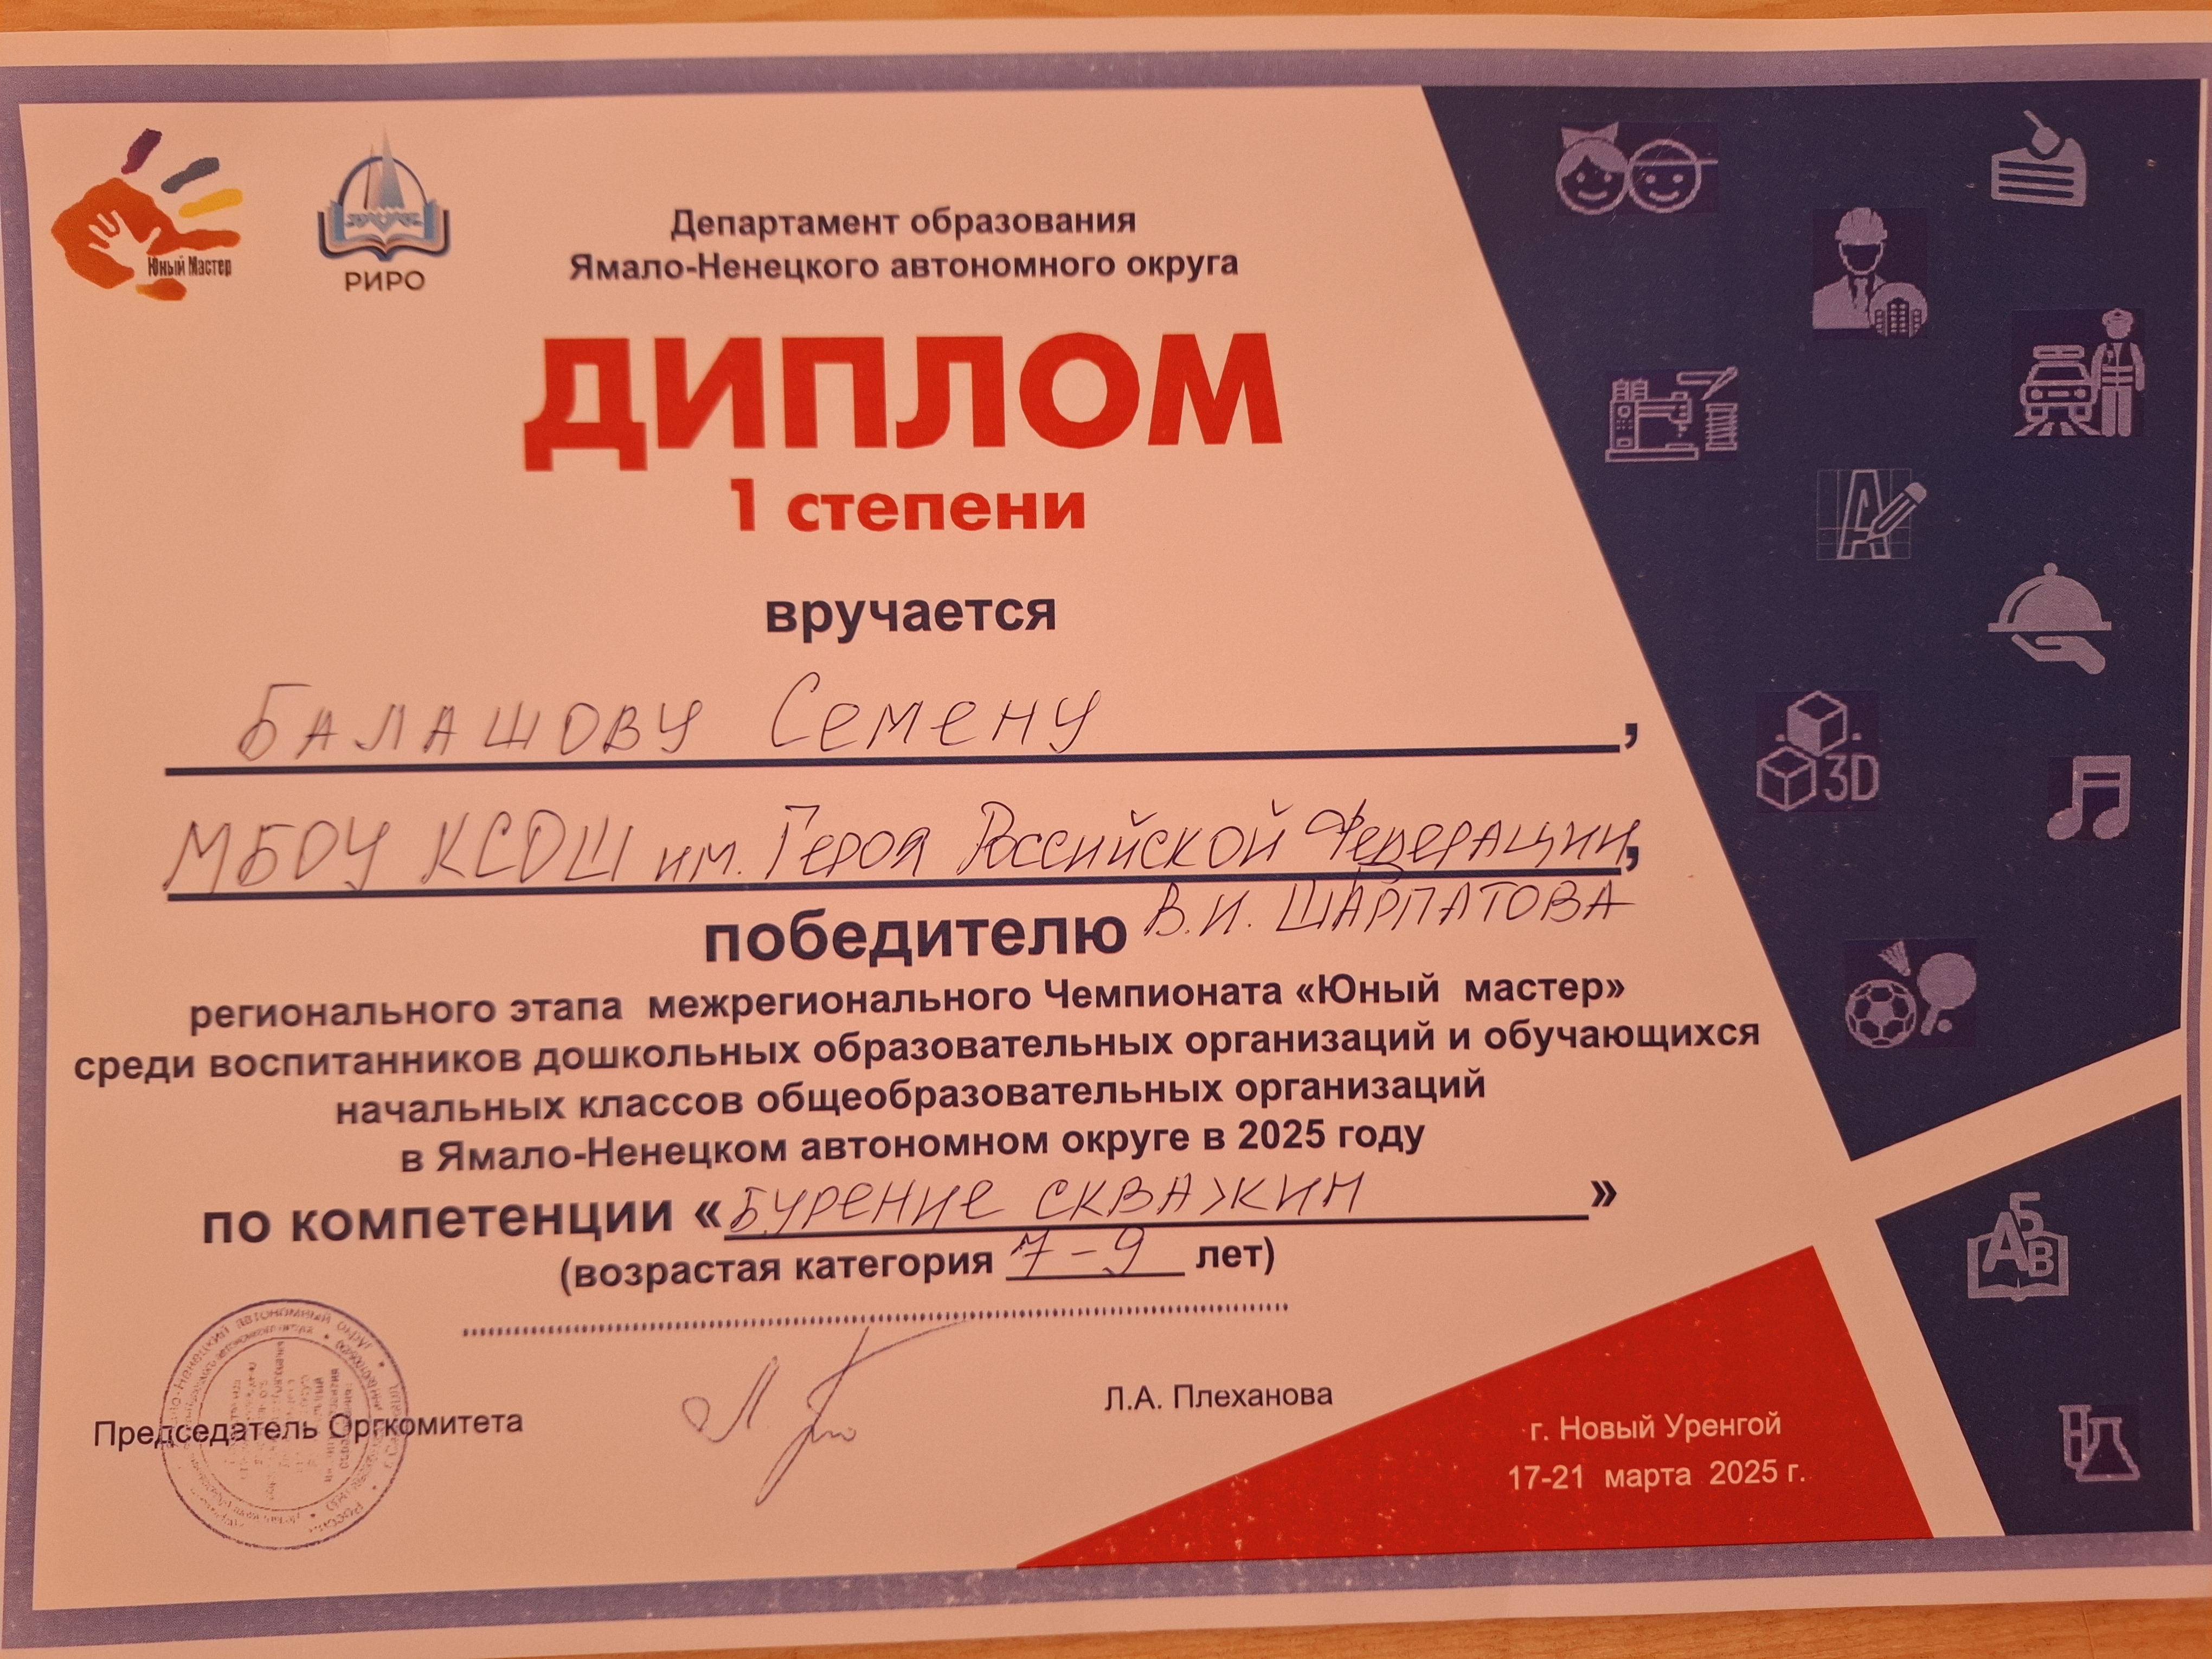 Юный Мастер
РИРО
Департамент образования
Ямало-Ненецкого автономного округа
ДИПЛОМ
1 степени
вручается
БАЛАШОВУ Семену,
МБОУ КСОШ им. Героя Российской Федерации,
В.И. ШАРПАТОВА
победителю
регионального этапа межрегионального Чемпионата «Юный мастер»
среди воспитанников дошкольных образовательных организаций и обучающихся
начальных классов общеобразовательных организаций
в Ямало-Ненецком автономном округе в 2025 году
по компетенции «БУРЕНИЕ СКВАЖИН»
(возрастая категория 7-9 лет)
Председатель Оргкомитета
Л.А. Плеханова
г. Новый Уренгой
17-21 марта 2025 г.
A
3D
АБВ